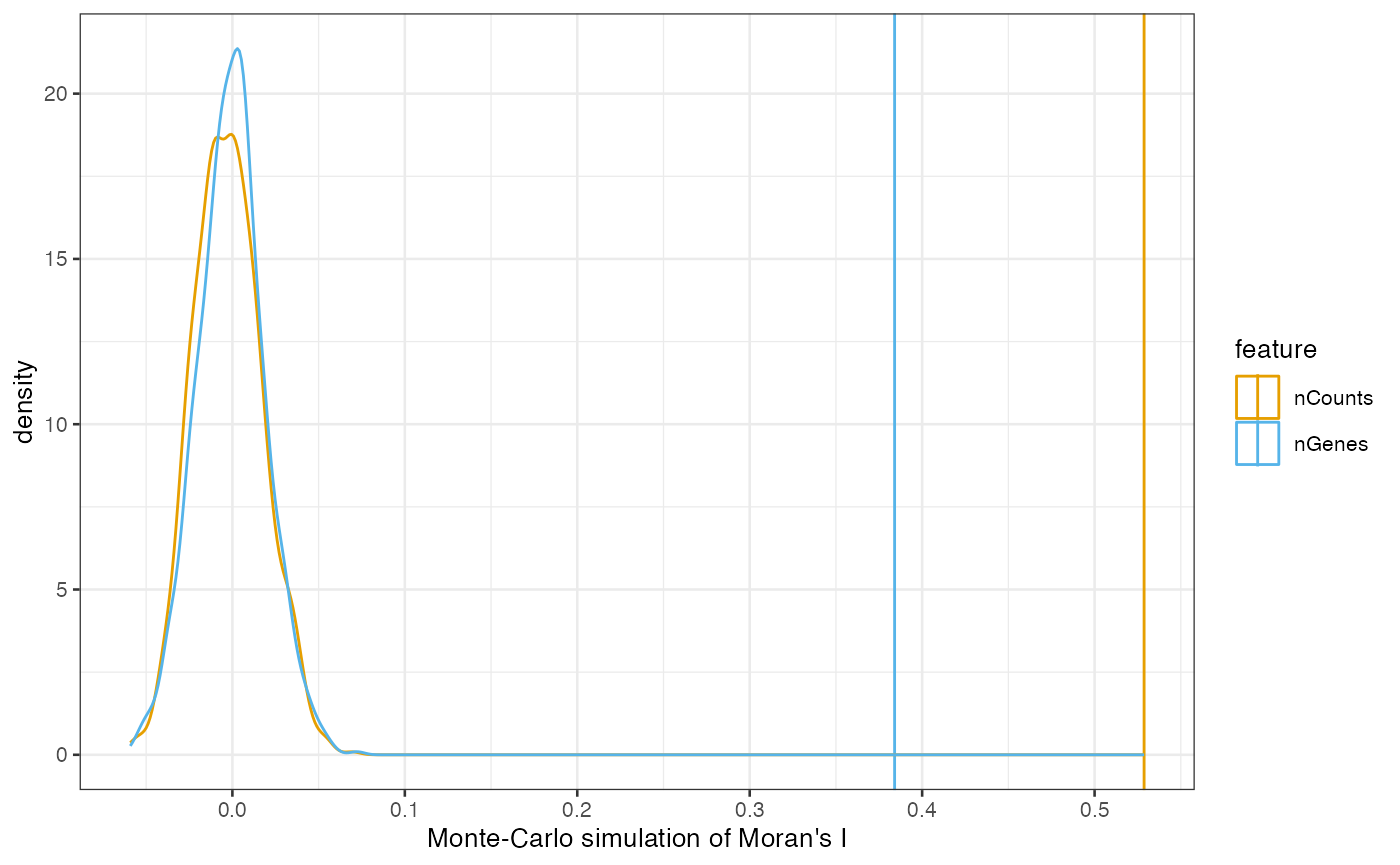 density
20
15
10
5
0
0.0 0.1 0.2 0.3 0.4 0.5
Monte-Carlo simulation of Moran's I
feature
nCounts
nGenes